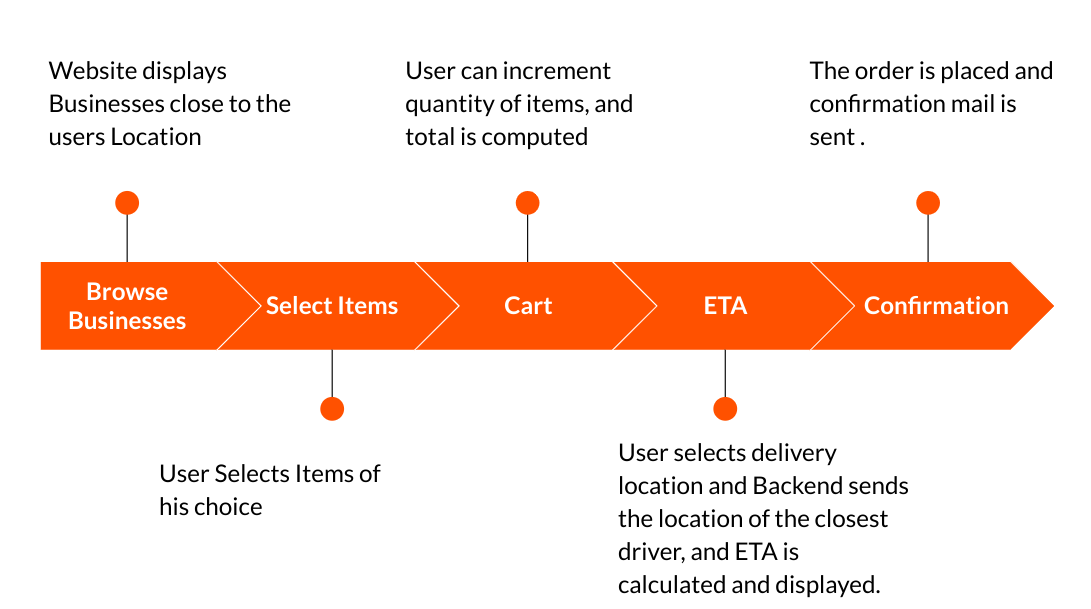 Website displays
Businesses close to the
users Location
User can increment
quantity of items, and
total is computed
The order is placed and
confirmation mail is
sent .
Browse
Businesses
Select Items
Cart
ETA
Confirmation
User Selects Items of
his choice
User selects delivery
location and Backend sends
the location of the closest
driver, and ETA is
calculated and displayed.